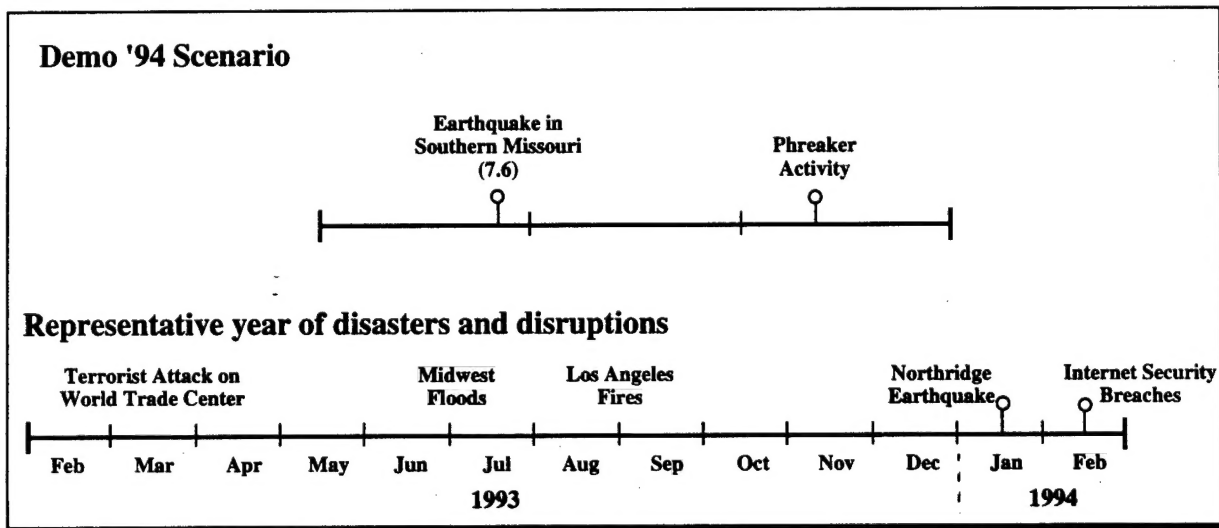 Demo '94 Scenario
Earthquake in
Southern Missouri
(7.6)
Phreaker
Activity
Representative year of disasters and disruptions
Terrorist Attack on
World Trade Center
Midwest
Floods
Los Angeles
Fires
Northridge
Earthquake
Internet Security
Breaches
Feb Mar Apr May Jun Jul Aug Sep Oct Nov Dec Jan Feb
1993 1994